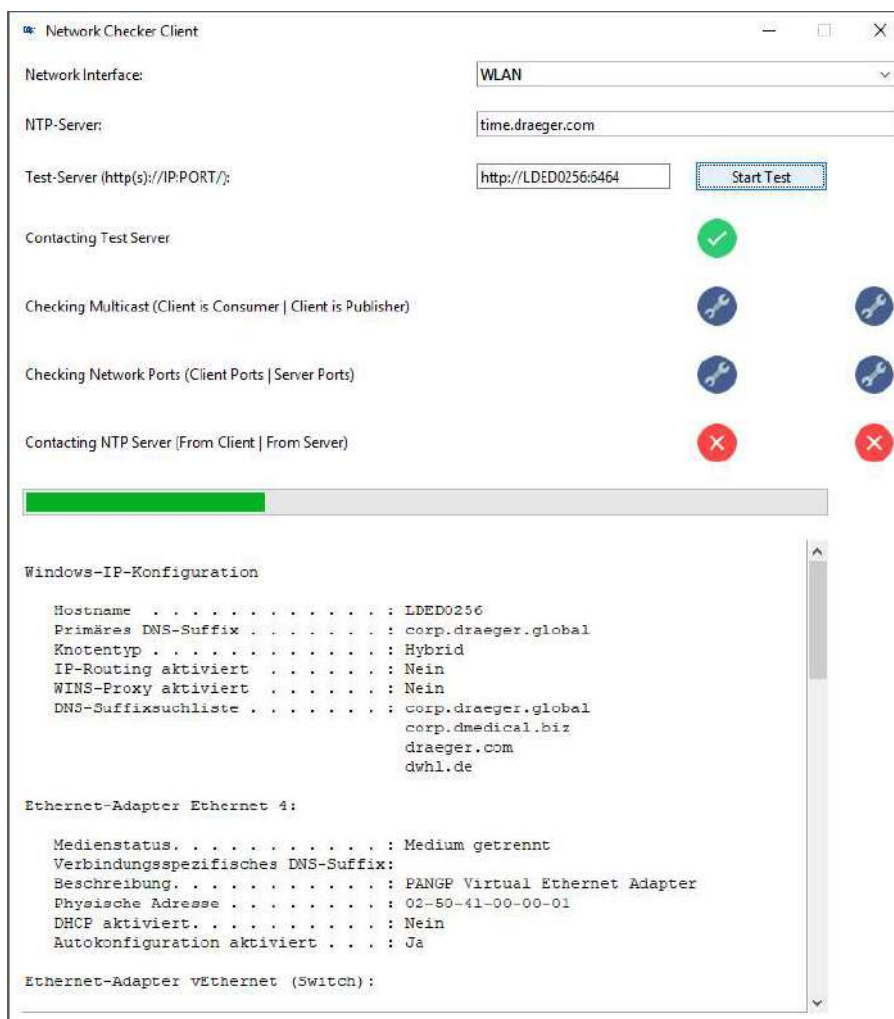 Network Checker Client
Network Interface: WLAN
NTP-Server: time.draeger.com
Test-Server (http(s)://IP:PORT/): http://LDED0256:6464 Start Test
Contacting Test Server
Checking Multicast (Client is Consumer | Client is Publisher)
Checking Network Ports (Client Ports | Server Ports)
Contacting NTP Server (From Client | From Server)
Windows-IP-Konfiguration
Hostname . . . . . . . . . . . . : LDED0256
Primäres DNS-Suffix . . . . . . . : corp.draeger.global
Knotentyp . . . . . . . . . . . . : Hybrid
IP-Routing aktiviert . . . . . . : Nein
WINS-Proxy aktiviert . . . . . . : Nein
DNS-Suffixsuchliste . . . . . . . : corp.draeger.global
corp.dmedical.biz
draeger.com
dwhl.de
Ethernet-Adapter Ethernet 4:
Medienstatus. . . . . . . . . . . : Medium getrennt
Verbindungsspezifisches DNS-Suffix:
Beschreibung. . . . . . . . . . . : PANGP Virtual Ethernet Adapter
Physische Adresse . . . . . . . . : 02-50-41-00-00-01
DHCP aktiviert. . . . . . . . . . : Nein
Autokonfiguration aktiviert . . . : Ja
Ethernet-Adapter vEthernet (Switch):